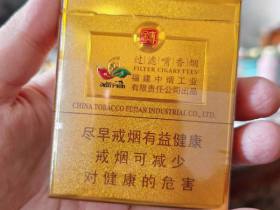 过滤嘴香烟
FILTER CIGARETTES
福建中烟工业
有限责任公司出品
CHINA TOBACCO FUJIAN INDUSTRIAL CO., LTD.
尽早戒烟有益健康
戒烟可减少
对健康的危害